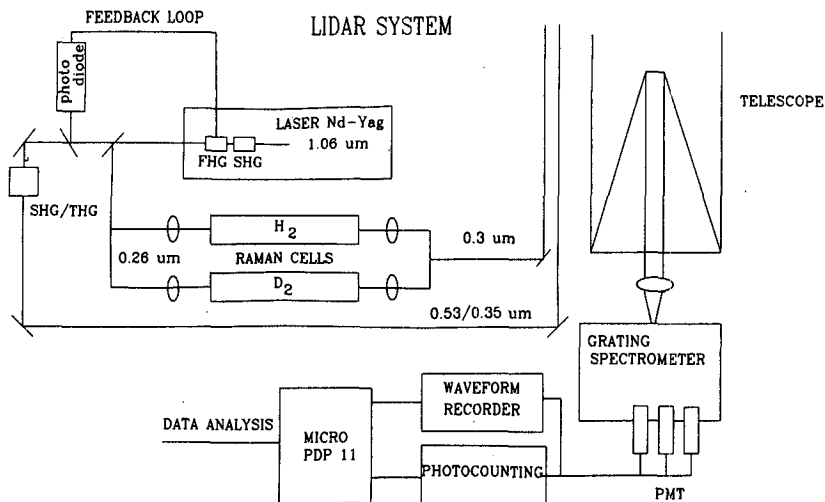 FEEDBACK LOOP
LIDAR SYSTEM
photo
diode
TELESCOPE
LASER Nd-Yag
1.06 um
FHG SHG
SHG/THG
H2
0.26 um
RAMAN CELLS
0.3 um
D2
0.53/0.35 um
GRATING
SPECTROMETER
WAVEFORM
RECORDER
DATA ANALYSIS
MICRO
PDP 11
PHOTOCOUNTING
PMT